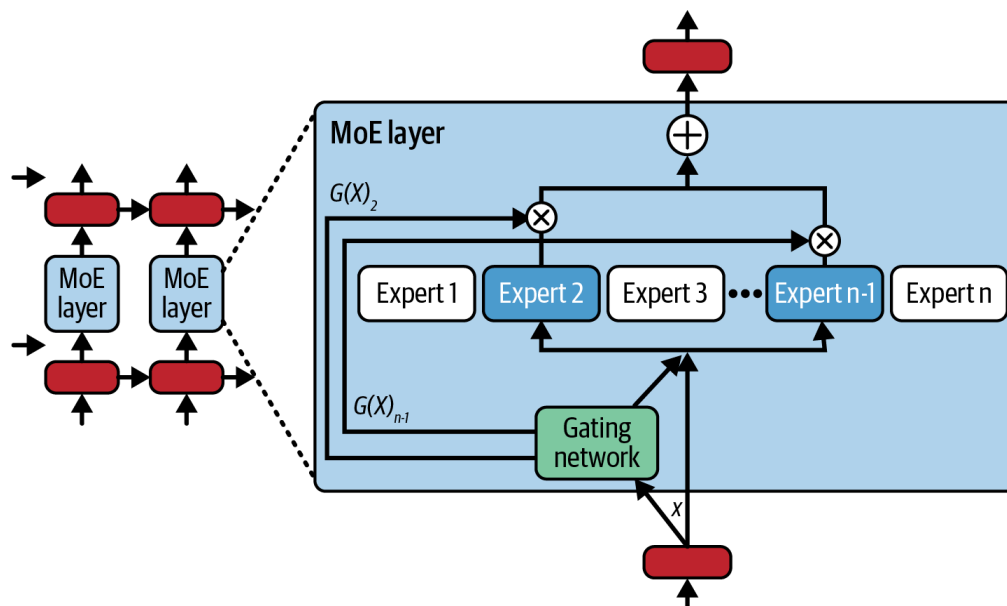 MoE layer
G(X)2
MoE
layer
MoE
layer
Expert 1
Expert 2
Expert 3
•••
Expert n-1
Expert n
G(X)n-1
Gating
network
X